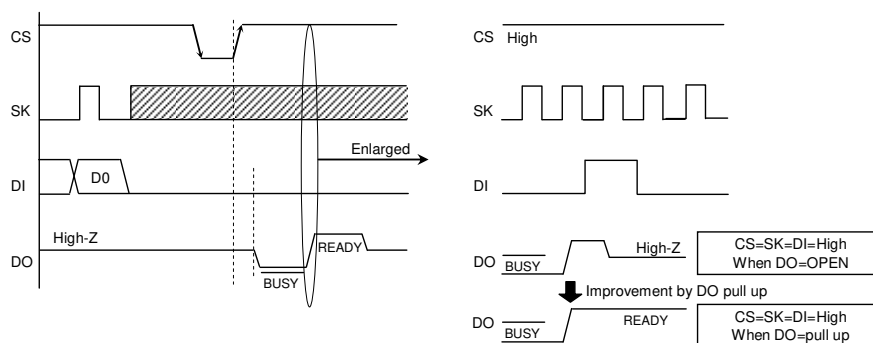 CS
SK
DI
D0
High-Z
DO
BUSY
READY
Enlarged
CS High
SK
DI
DO
BUSY
High-Z
CS=SK=DI=High
When DO=OPEN
Improvement by DO pull up
DO
BUSY
READY
CS=SK=DI=High
When DO=pull up